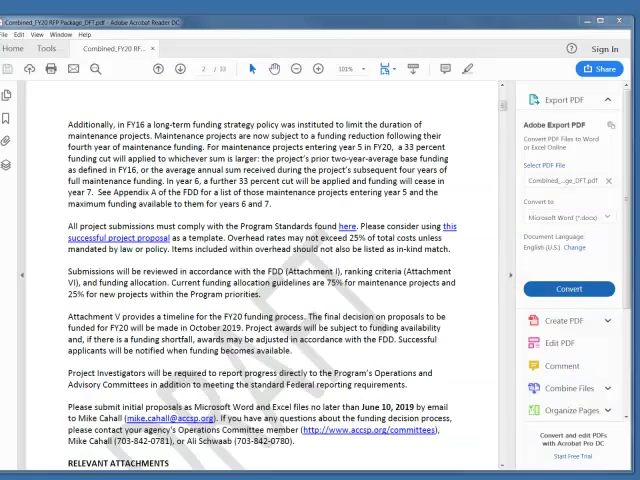 Combined_FY20 RFP Package_DFT.pdf - Adobe Acrobat Reader DC
File Edit View Window Help
Home Tools Combined_FY20 RF... × Sign In
2 / 33 101% Share
Additionally, in FY16 a long-term funding strategy policy was instituted to limit the duration of
maintenance projects. Maintenance projects are now subject to a funding reduction following their
fourth year of maintenance funding. For maintenance projects entering year 5 in FY20, a 33 percent
funding cut will applied to whichever sum is larger: the project's prior two-year-average base funding
as defined in FY16, or the average annual sum received during the project's subsequent four years of
full maintenance funding. In year 6, a further 33 percent cut will be applied and funding will cease in
year 7. See Appendix A of the FDD for a list of those maintenance projects entering year 5 and the
maximum funding available to them for years 6 and 7.
All project submissions must comply with the Program Standards found here. Please consider using this
successful project proposal as a template. Overhead rates may not exceed 25% of total costs unless
mandated by law or policy. Items included within overhead should not also be listed as in-kind match.
Submissions will be reviewed in accordance with the FDD (Attachment I), ranking criteria (Attachment
VI), and funding allocation. Current funding allocation guidelines are 75% for maintenance projects and
25% for new projects within the Program priorities.
Attachment V provides a timeline for the FY20 funding process. The final decision on proposals to be
funded for FY20 will be made in October 2019. Project awards will be subject to funding availability
and, if there is a funding shortfall, awards may be adjusted in accordance with the FDD. Successful
applicants will be notified when funding becomes available.
Project Investigators will be required to report progress directly to the Program's Operations and
Advisory Committees in addition to meeting the standard Federal reporting requirements.
Please submit initial proposals as Microsoft Word and Excel files no later than June 10, 2019 by email
to Mike Cahall (mike.cahall@accsp.org). If you have any questions about the funding decision process,
please contact your agency's Operations Committee member (http://www.accsp.org/committees),
Mike Cahall (703-842-0781), or Ali Schwaab (703-842-0780).
RELEVANT ATTACHMENTS
DRAFT
Export PDF
Adobe Export PDF
Convert PDF Files to Word
or Excel Online
Select PDF File
Combined_...ge_DFT.pdf ×
Convert to
Microsoft Word (*.docx)
Document Language:
English (U.S.) Change
Convert
Create PDF
Edit PDF
Comment
Combine Files
Organize Pages
Convert and edit PDFs
with Acrobat Pro DC
Start Free Trial